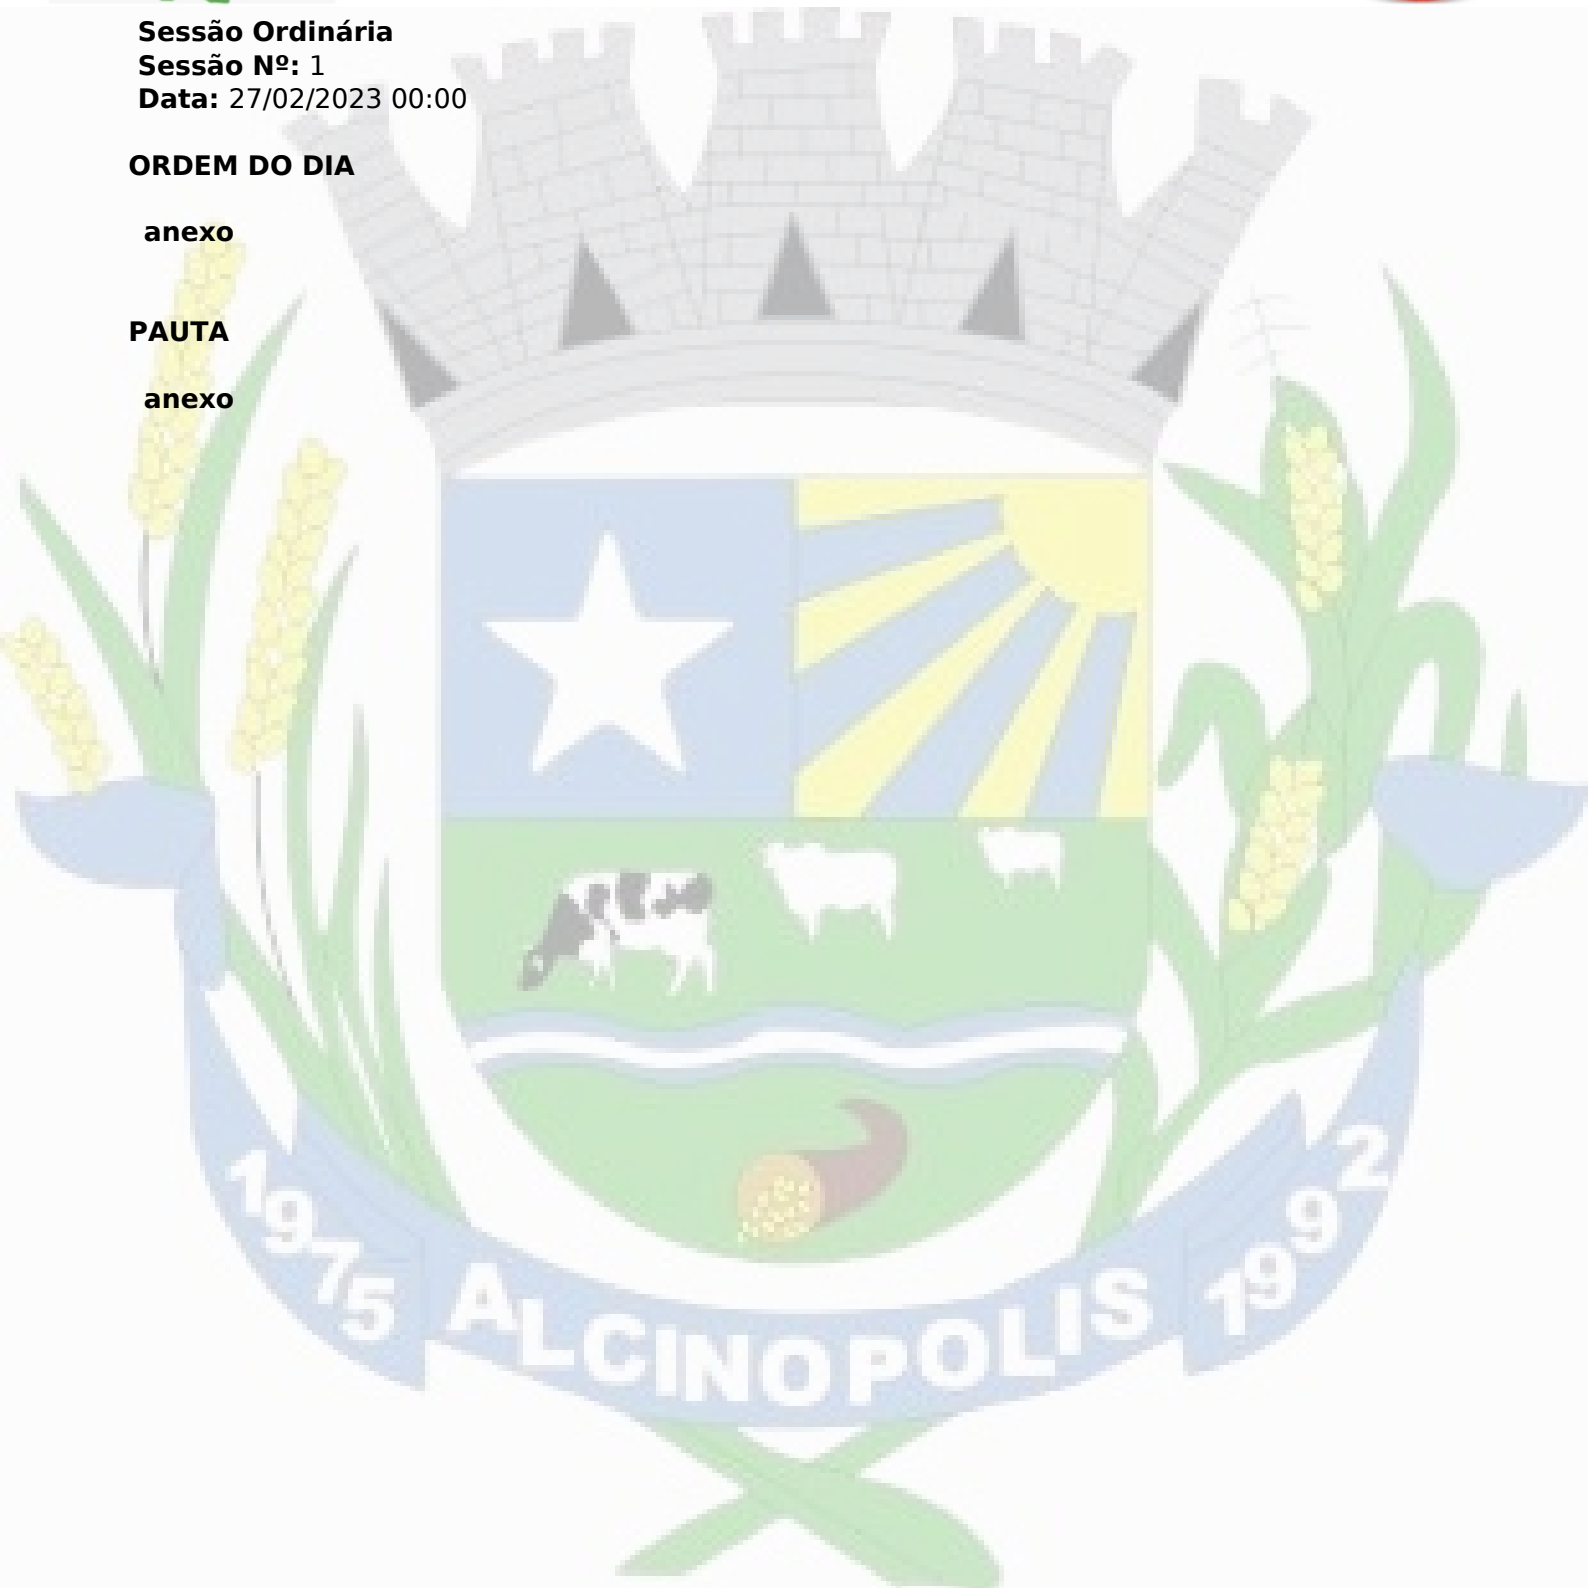 Sessão Ordinária
Sessão Nº: 1
Data: 27/02/2023 00:00
ORDEM DO DIA
anexo
PAUTA
anexo
1975 ALCINOPOLIS 1992